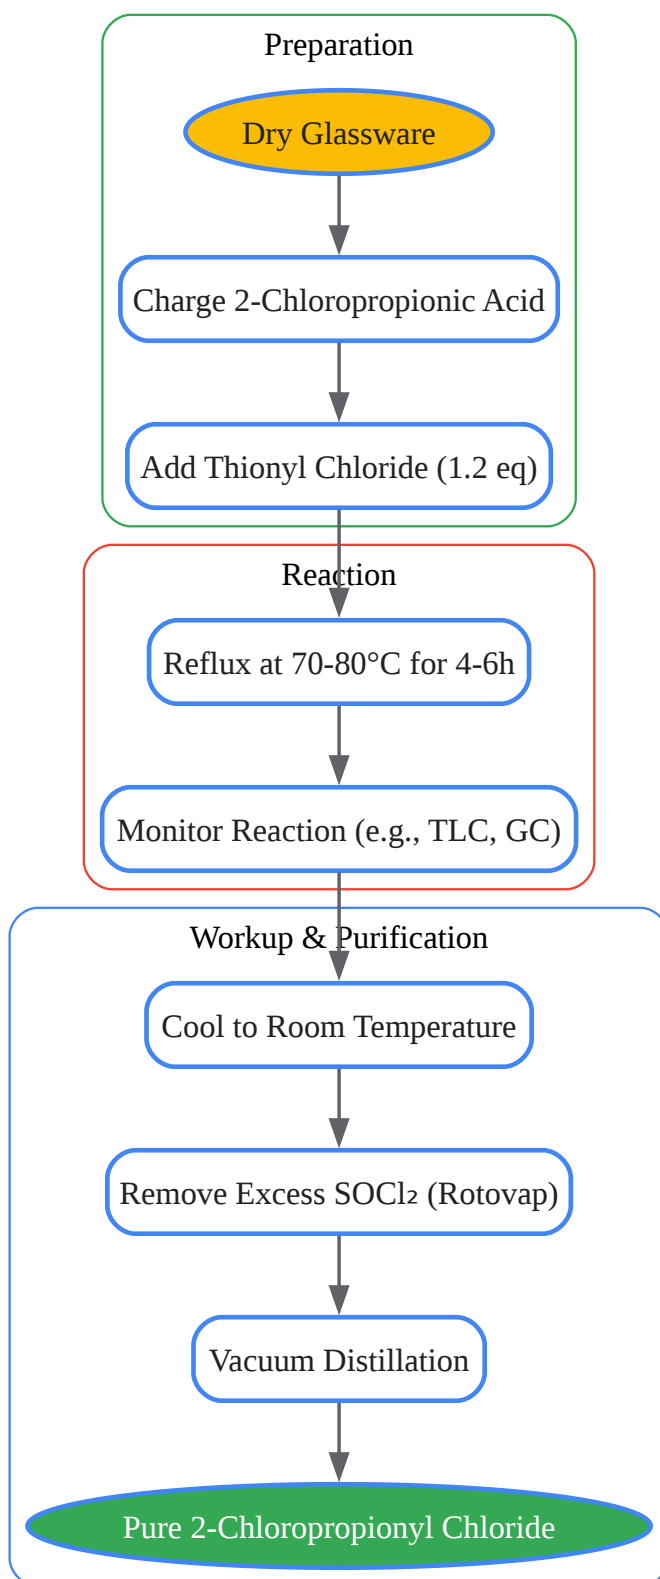 Preparation
Dry Glassware
Charge 2-Chloropropionic Acid
Add Thionyl Chloride (1.2 eq)
Reaction
Reflux at 70-80°C for 4-6h
Monitor Reaction (e.g., TLC, GC)
Workup & Purification
Cool to Room Temperature
Remove Excess SOCl₂ (Rotovap)
Vacuum Distillation
Pure 2-Chloropropionyl Chloride